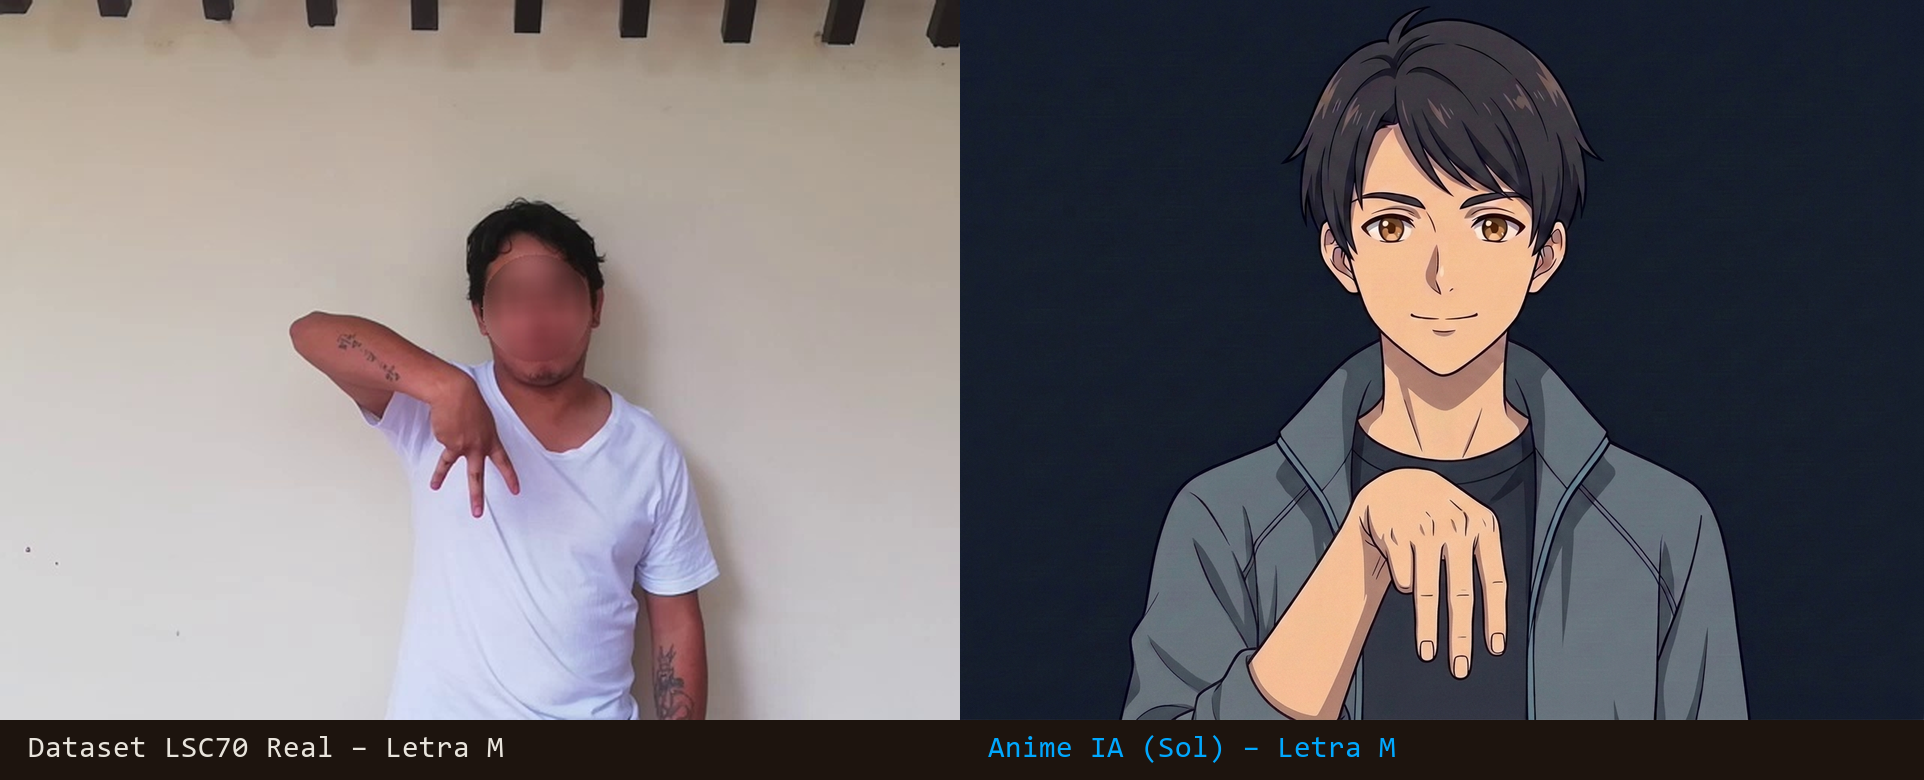 Dataset LSC70 Real – Letra M
Anime IA (Sol) – Letra M